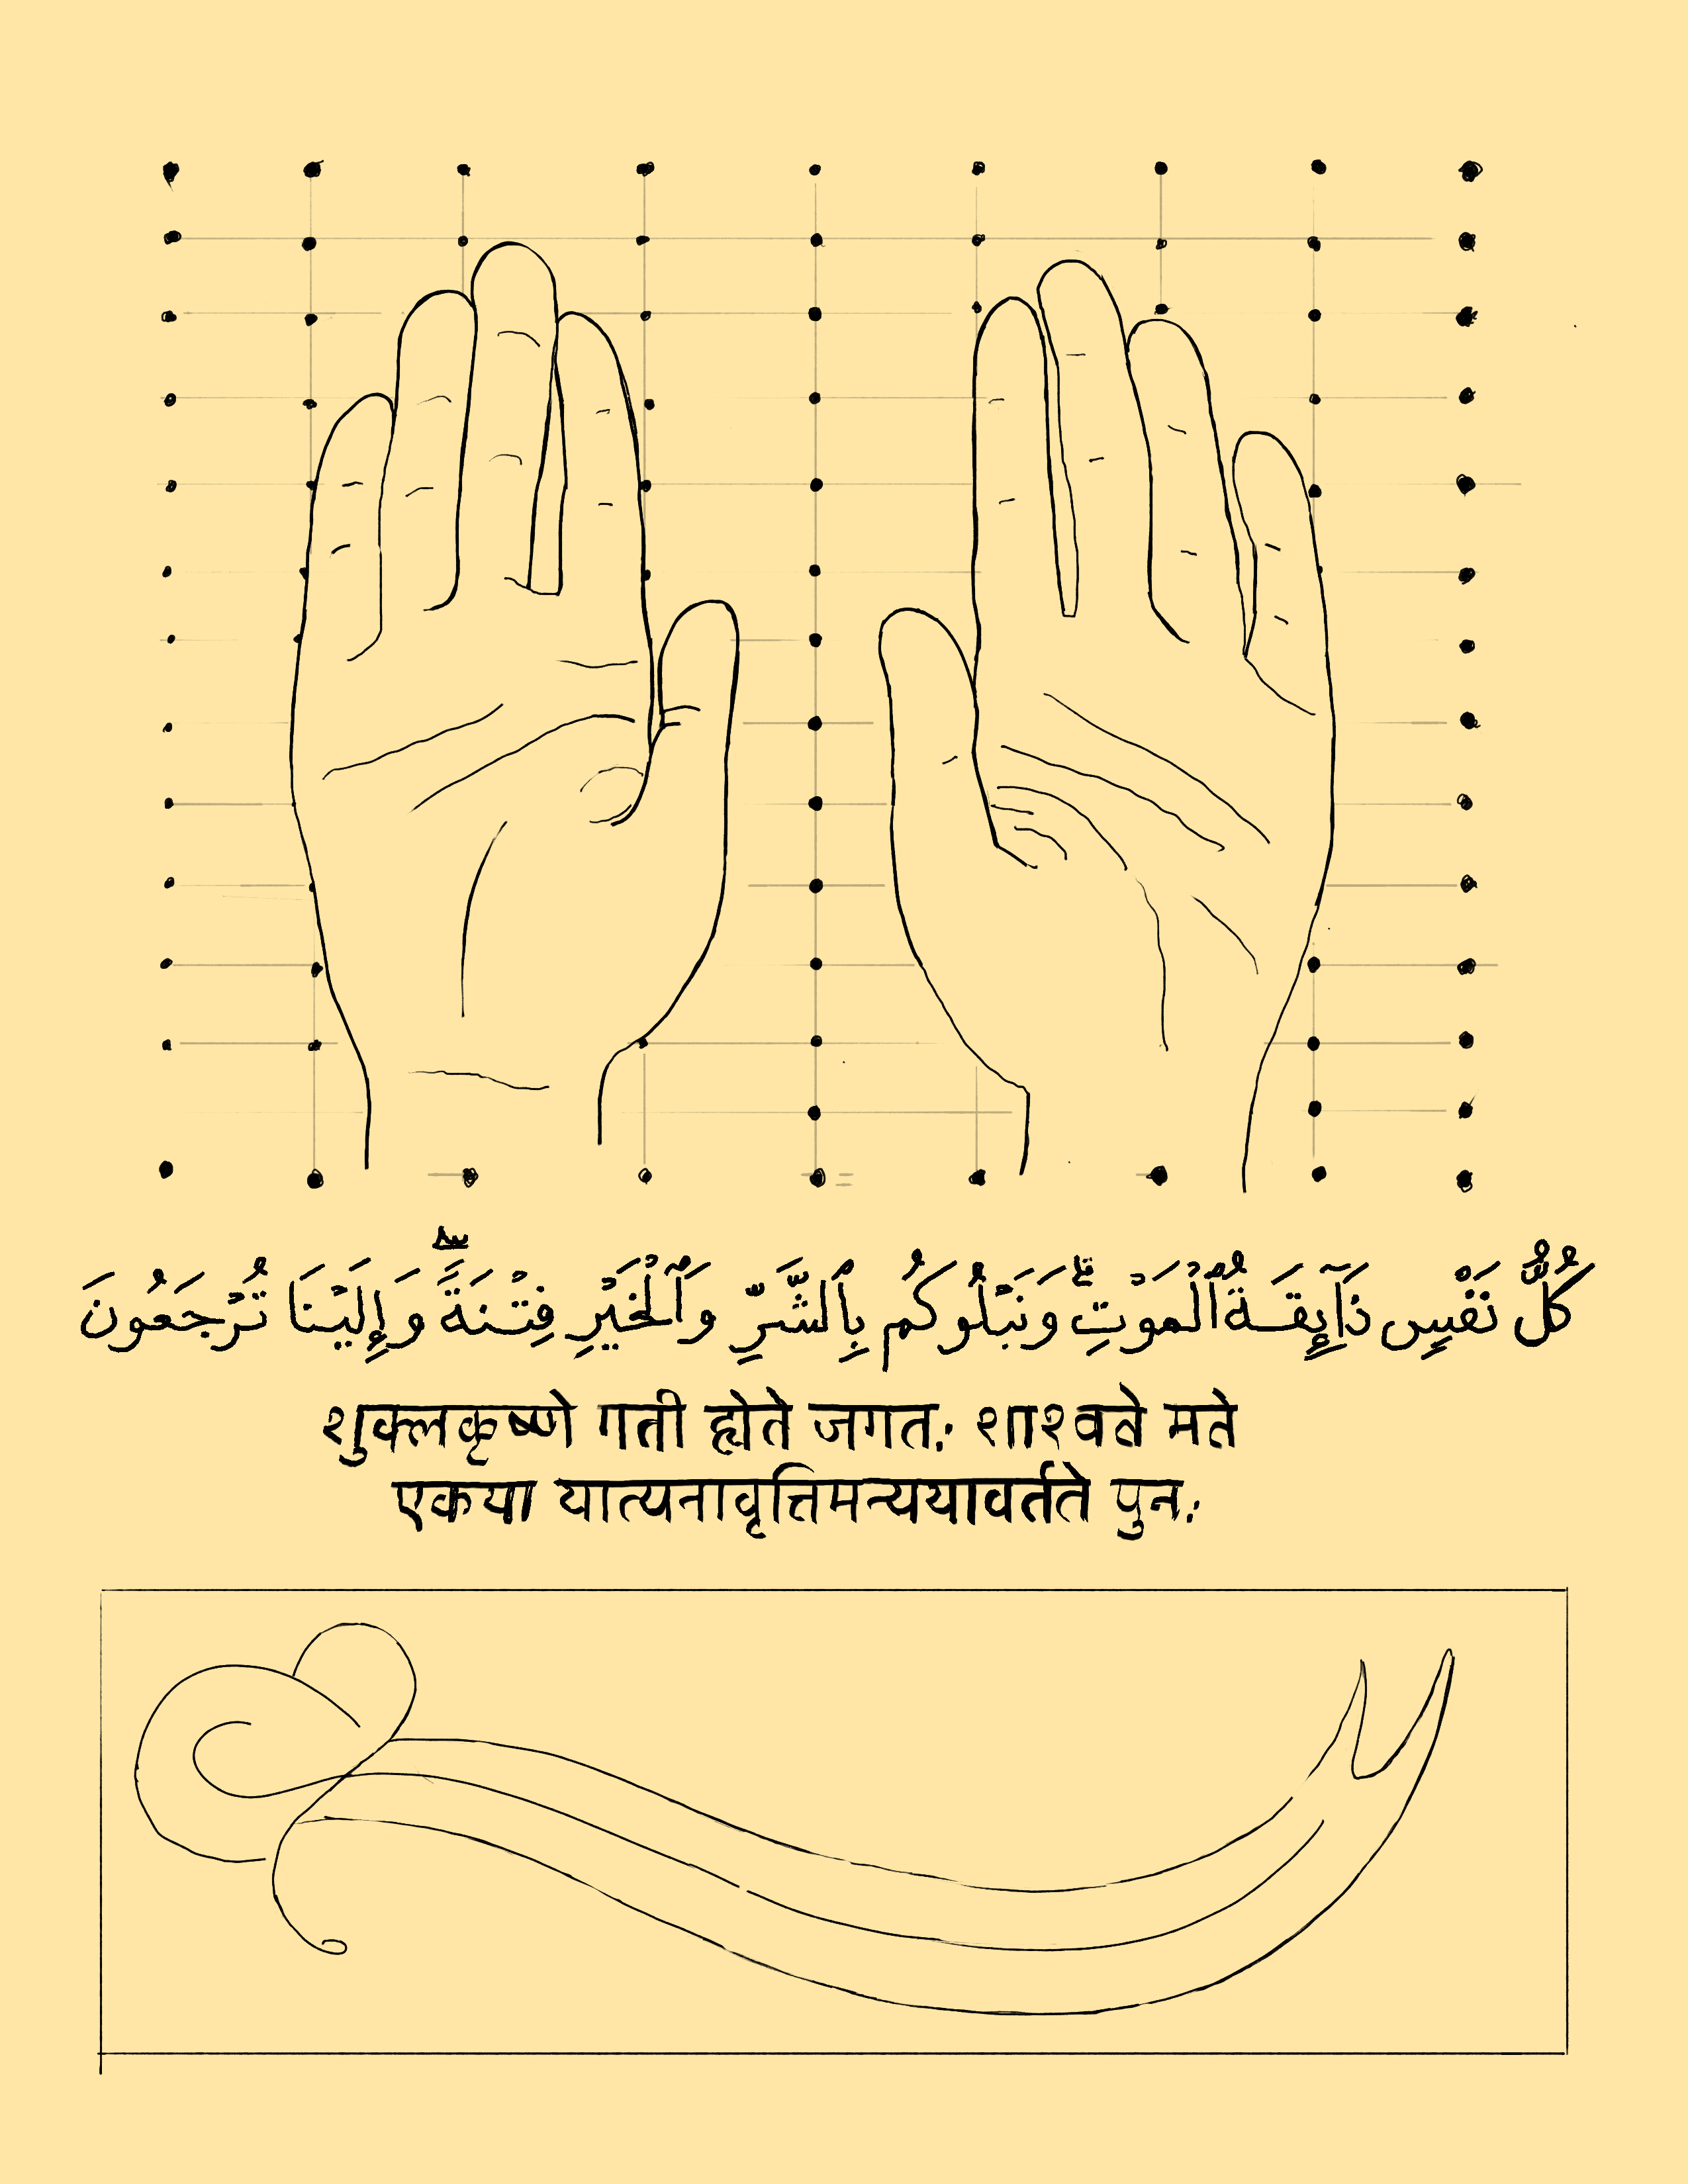 كُلُّ نَفْسٍ ذَآئِقَةُ ٱلْمَوْتِ ۗ وَنَبْلُوكُم بِٱلشَّرِّ وَٱلْخَيْرِ فِتْنَةً ۖ وَإِلَيْنَا تُرْجَعُونَ
शुक्लकृष्णे गती ह्येते जगत: शाश्वते मते
एकया यात्यनावृत्तिमन्ययावर्तते पुन: